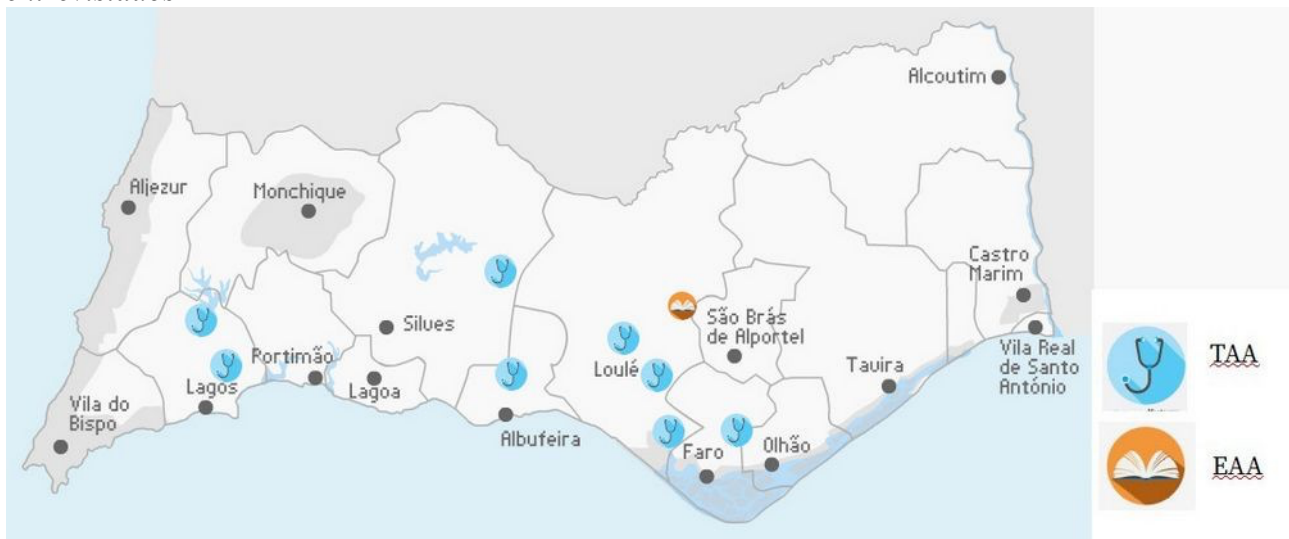 Alcoutim
Aljezur
Monchique
Castro
Marim
São Brás
de Alportel
Silves
Loulé
Portimão
Tavira
Vila Real
de Santo
António
Lagos
Lagoa
Vila do
Bispo
Albufeira
Faro
Olhão
TAA
EAA